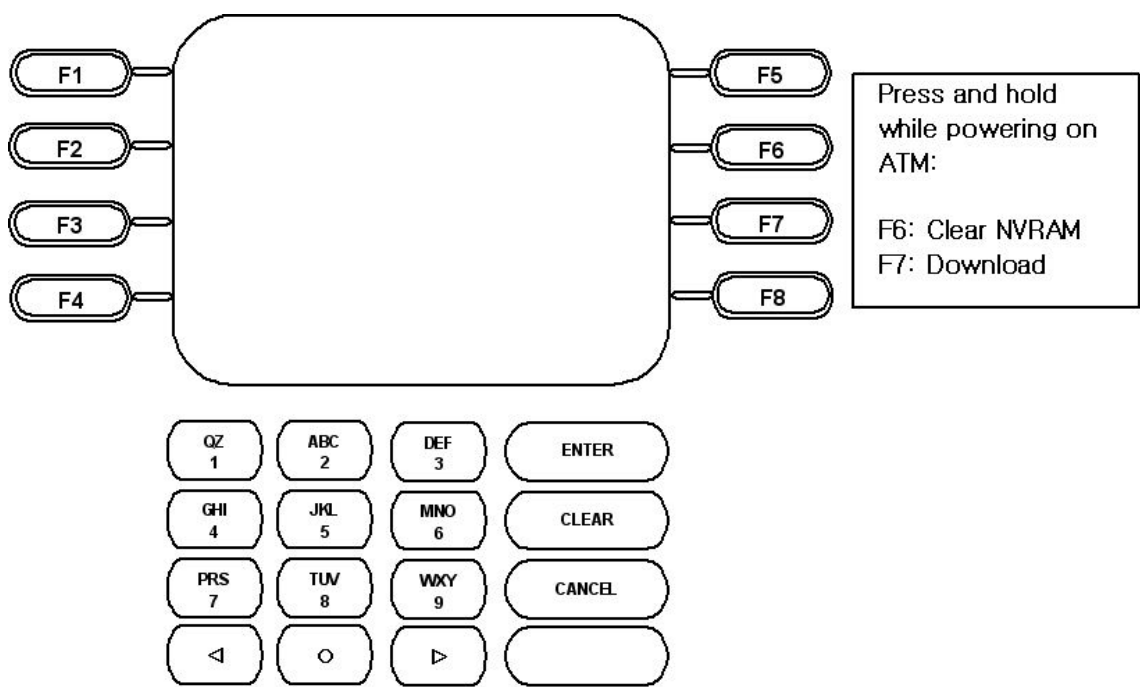 F1
F5
F2
F6
F3
F7
F4
F8
Press and hold
while powering on
ATM:
F6: Clear NVRAM
F7: Download
QZ
1
ABC
2
DEF
3
ENTER
GHI
4
JKL
5
MNO
6
CLEAR
PRS
7
TUV
8
WXY
9
CANCEL